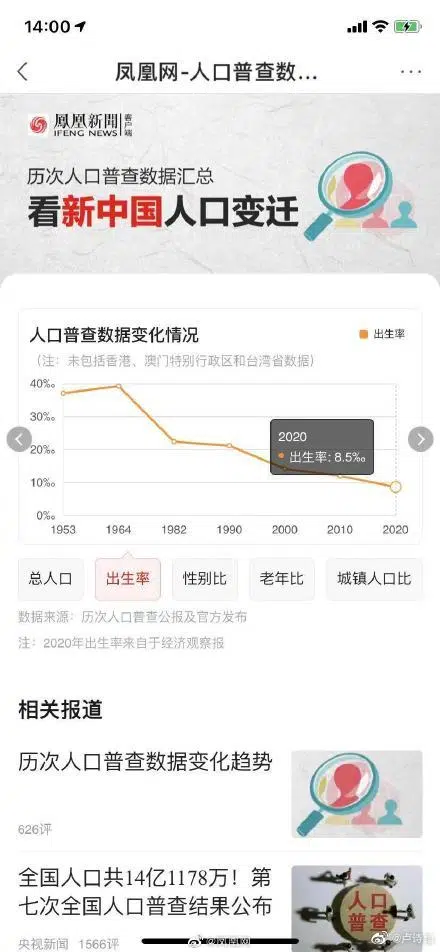 14:00
凤凰网-人口普查数...
鳳凰新聞 客户端
IFENG NEWS
历次人口普查数据汇总
看新中国人口变迁
人口普查数据变化情况
出生率
(注：未包括香港、澳门特别行政区和台湾省数据)
40‰
30‰
20‰
10‰
0‰
2020
出生率: 8.5‰
1953 1964 1982 1990 2000 2010 2020
总人口 出生率 性别比 老年比 城镇人口比
数据来源：历次人口普查公报及官方发布
注：2020年出生率来自于经济观察报
相关报道
历次人口普查数据变化趋势
626评
全国人口共14亿1178万！第
七次全国人口普查结果公布
央视新闻 1566评
人口
普查
@凤凰网